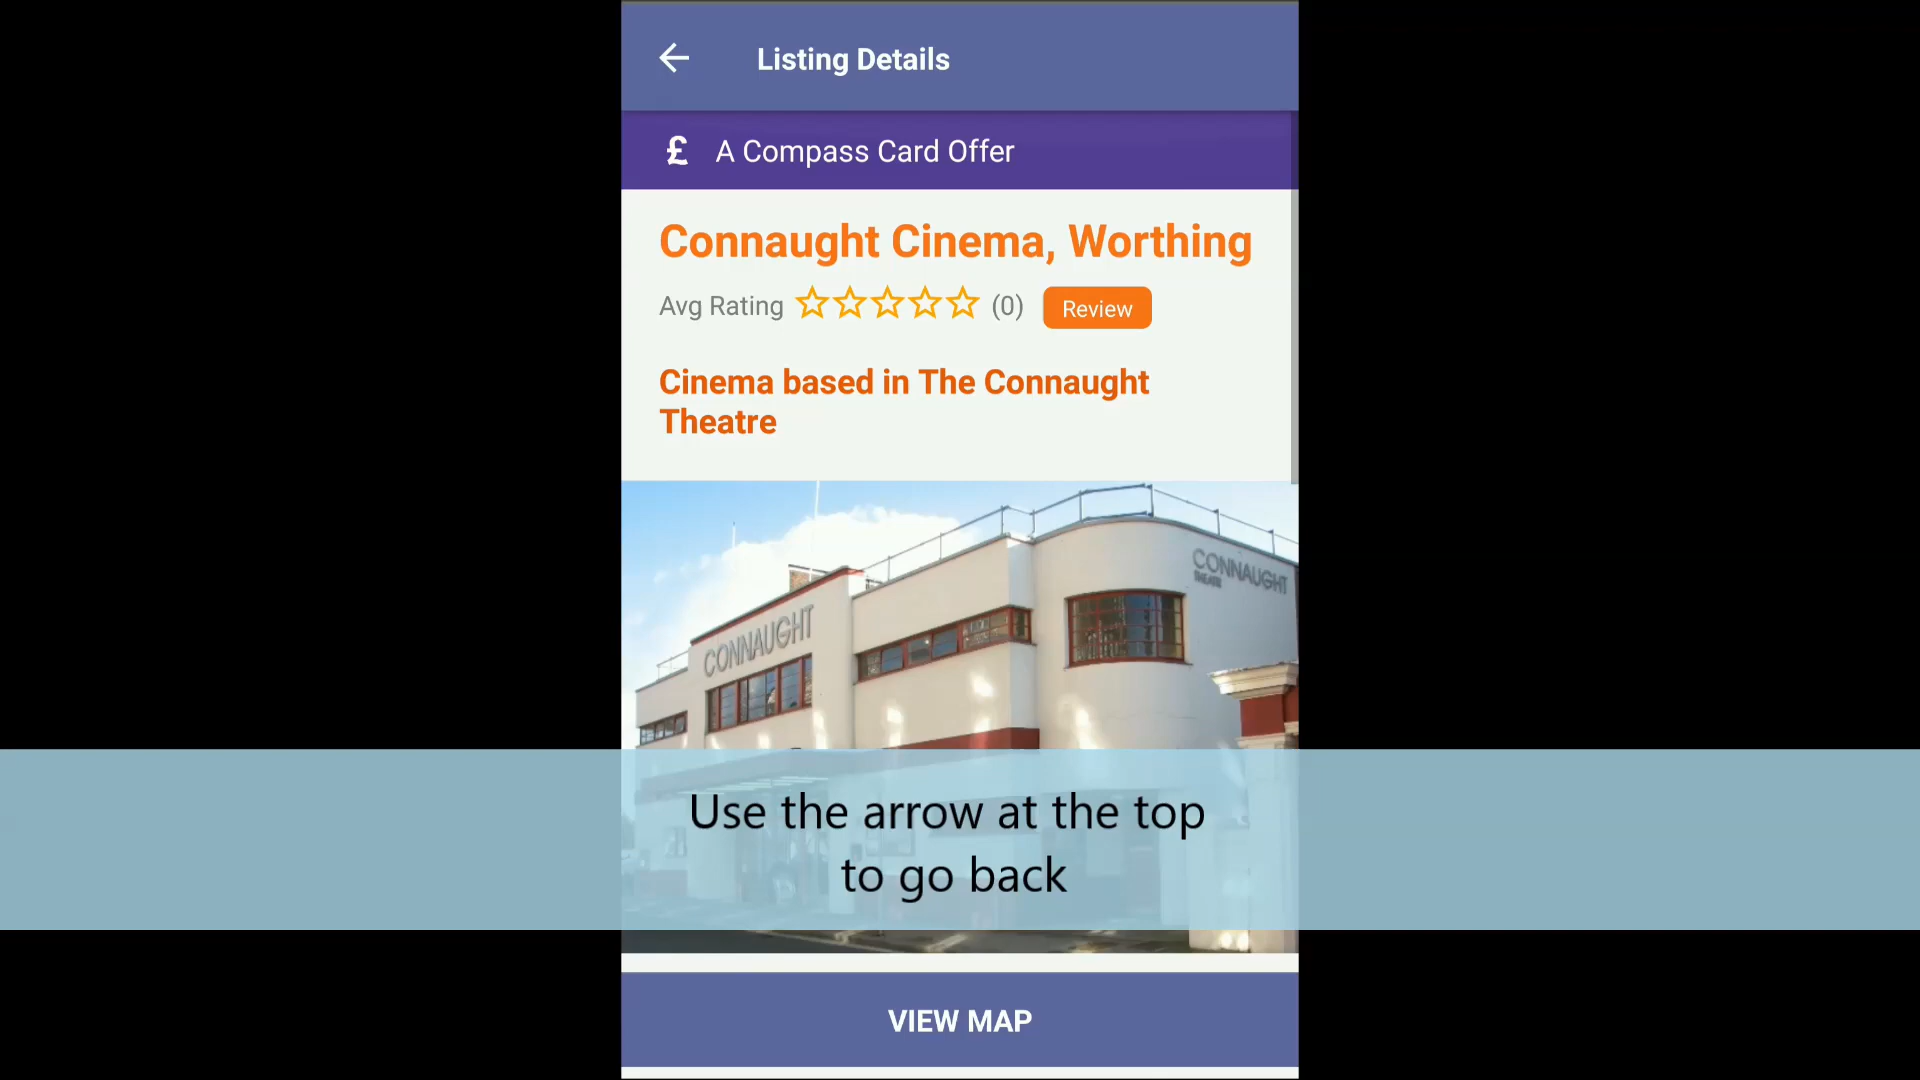 Listing Details
£ A Compass Card Offer
Connaught Cinema, Worthing
Avg Rating (0) Review
Cinema based in The Connaught
Theatre
CONNAUGHT
THEATRE
CONNAUGHT
Use the arrow at the top
to go back
VIEW MAP